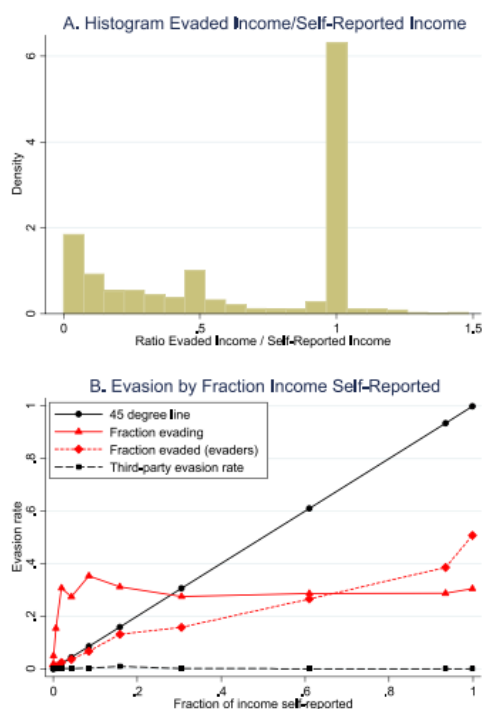 A. Histogram Evaded Income/Self-Reported Income
6
4
2
0
Density
0
.5
1
1.5
Ratio Evaded Income / Self-Reported Income
B. Evasion by Fraction Income Self-Reported
45 degree line
Fraction evading
Fraction evaded (evaders)
Third-party evasion rate
1
.8
.6
.4
.2
0
Evasion rate
0
.2
.4
.6
.8
1
Fraction of income self-reported